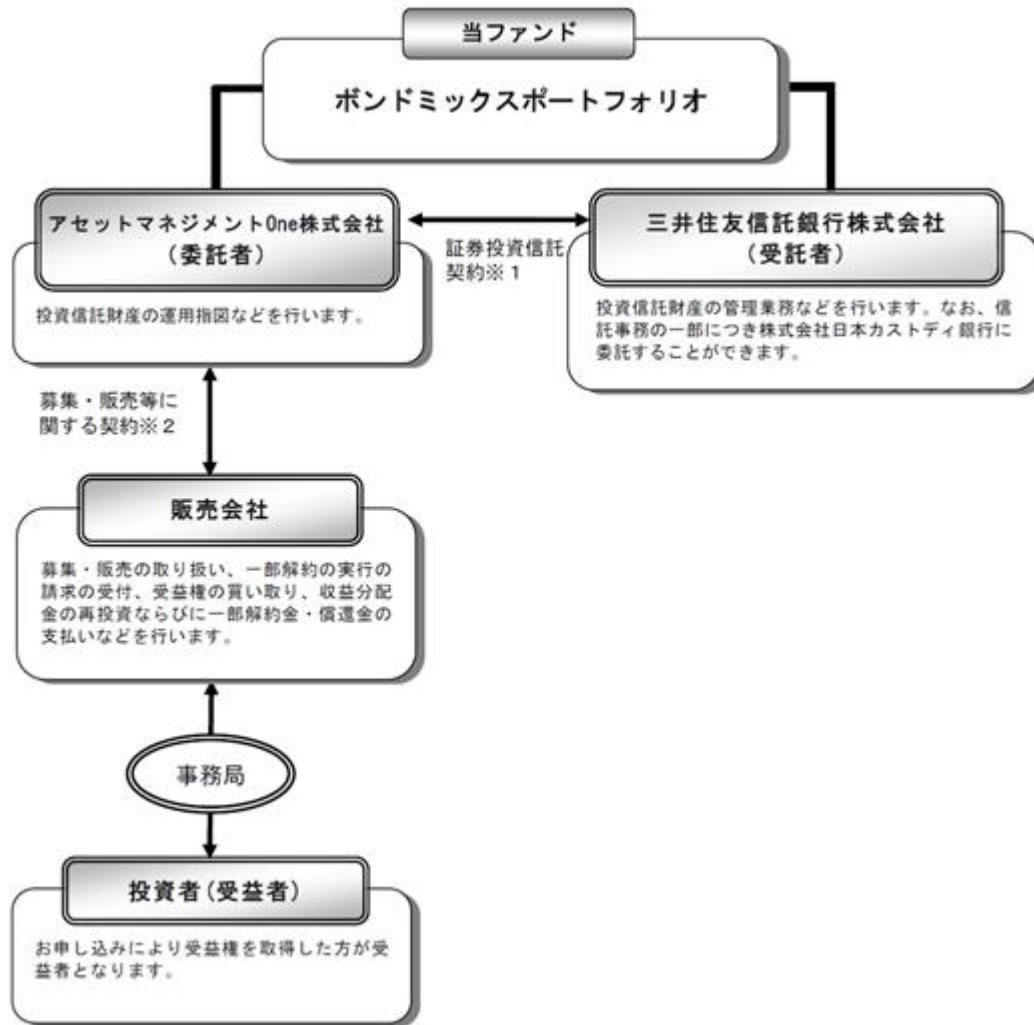 当ファンド
ボンドミックスポートフォリオ
アセットマネジメントOne株式会社
（委託者）
投資信託財産の運用指図などを行います。
証券投資信託
契約※１
三井住友信託銀行株式会社
（受託者）
投資信託財産の管理業務などを行います。なお、信
託事務の一部につき株式会社日本カストディ銀行に
委託することができます。
募集・販売等に
関する契約※２
販売会社
募集・販売の取り扱い、一部解約の実行の
請求の受付、受益権の買い取り、収益分配
金の再投資ならびに一部解約金・償還金の
支払いなどを行います。
事務局
投資者(受益者)
お申し込みにより受益権を取得した方が受
益者となります。